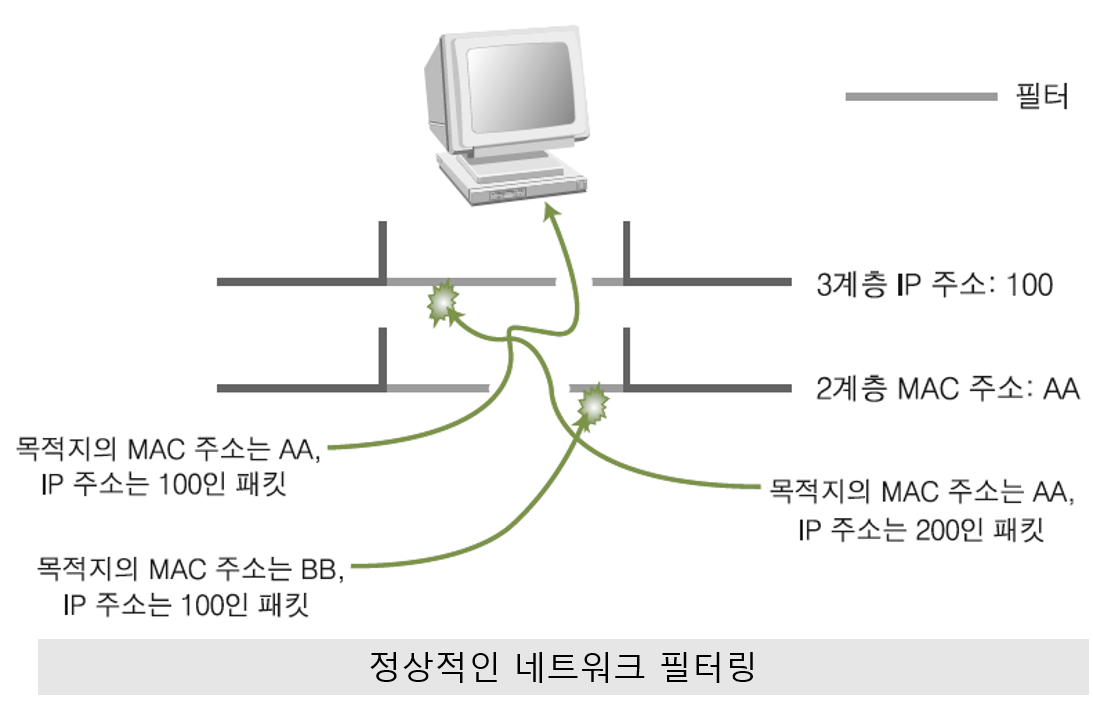 필터
3계층 IP 주소: 100
2계층 MAC 주소: AA
목적지의 MAC 주소는 AA,
IP 주소는 100인 패킷
목적지의 MAC 주소는 AA,
IP 주소는 200인 패킷
목적지의 MAC 주소는 BB,
IP 주소는 100인 패킷
정상적인 네트워크 필터링